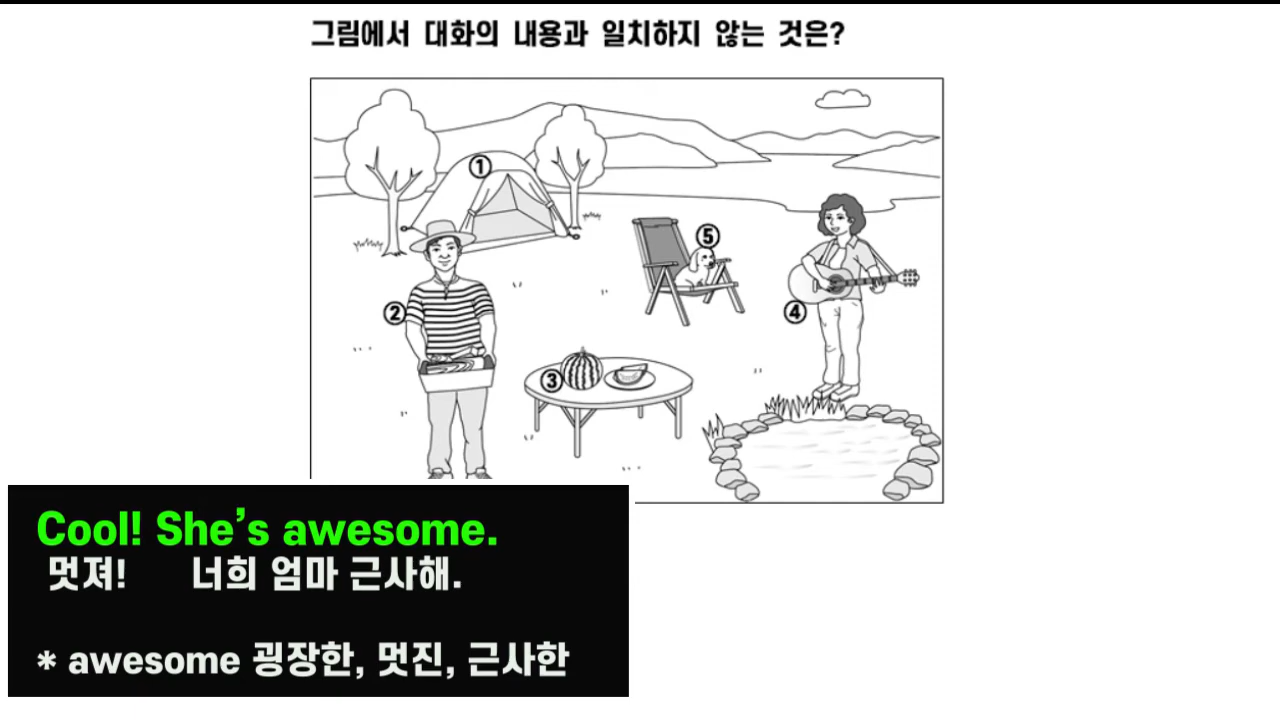 그림에서 대화의 내용과 일치하지 않는 것은?
①
②
③
④
⑤
Cool! She's awesome.
멋져! 너희 엄마 근사해.
* awesome 굉장한, 멋진, 근사한